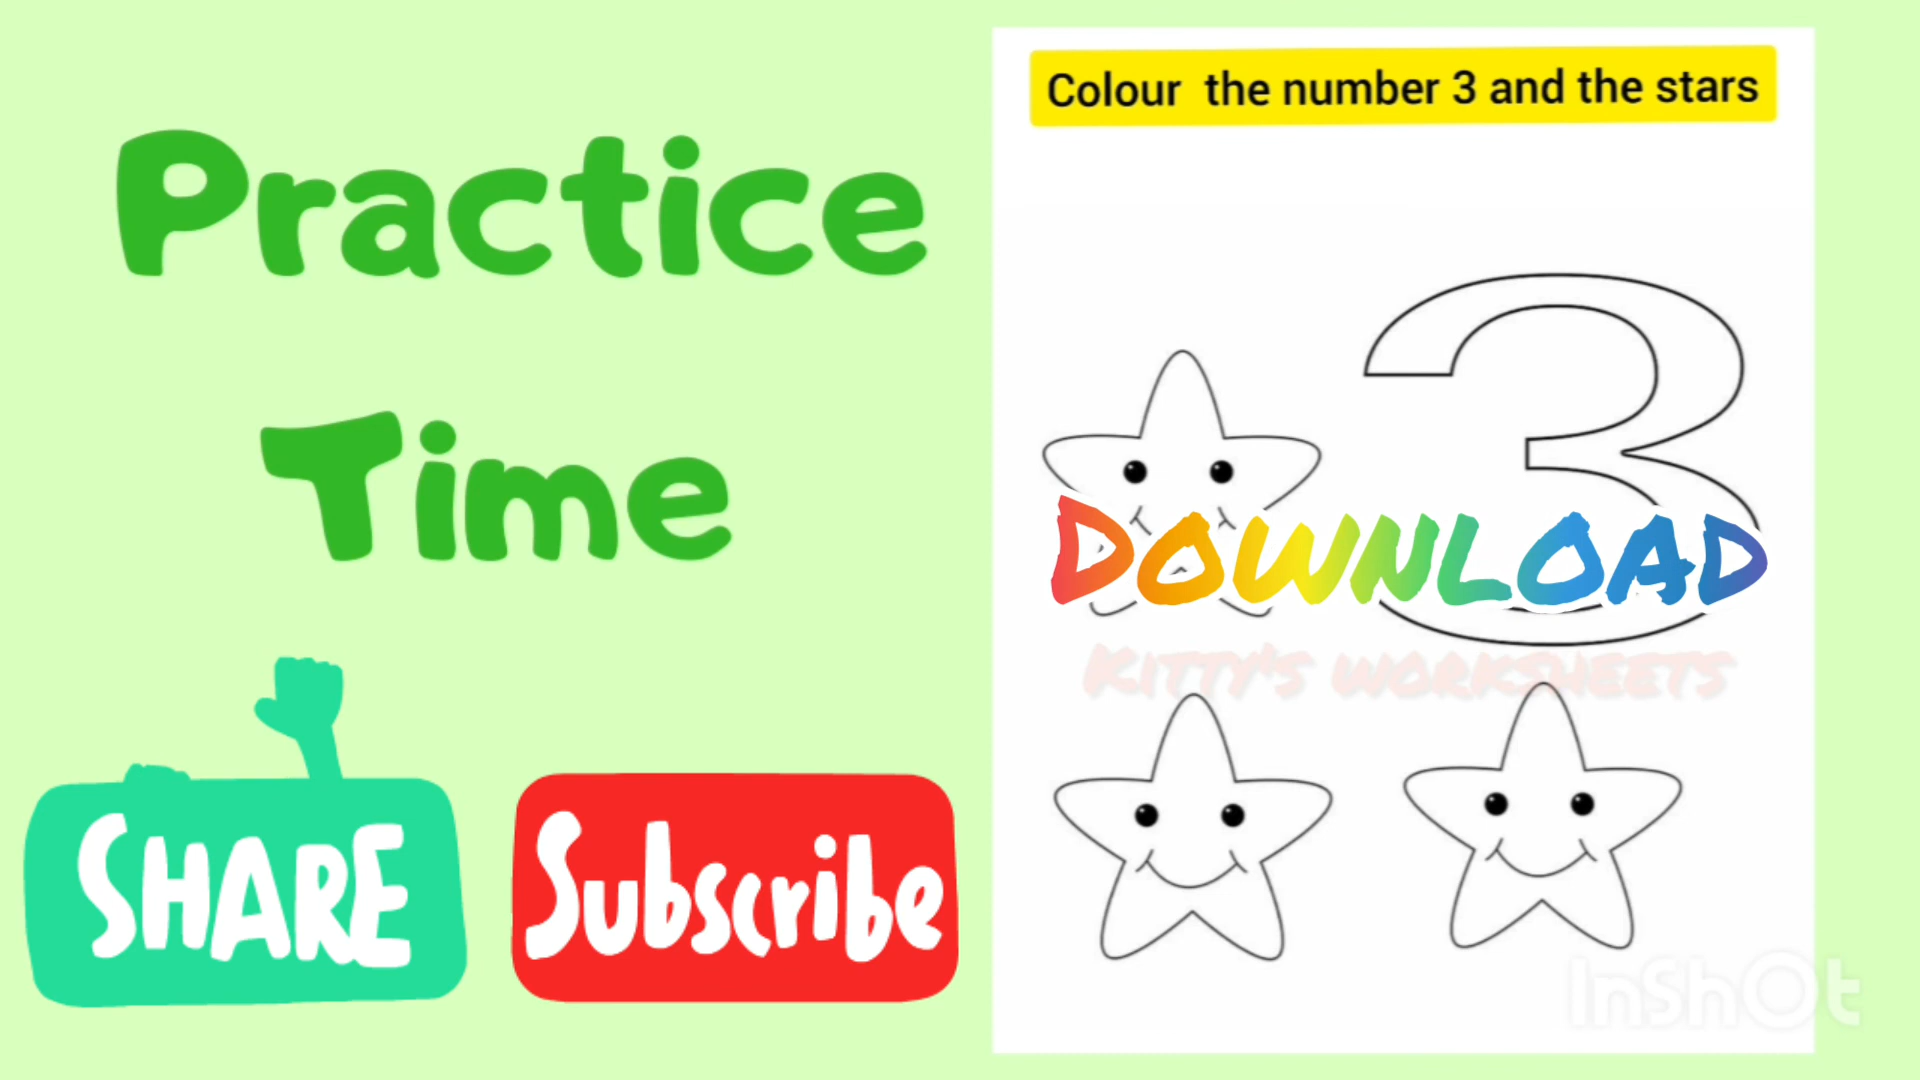 Practice
Time
SHARE
Subscribe
Colour the number 3 and the stars
3
DOWNLOAD
KITTY'S WORKSHEETS
InShOt